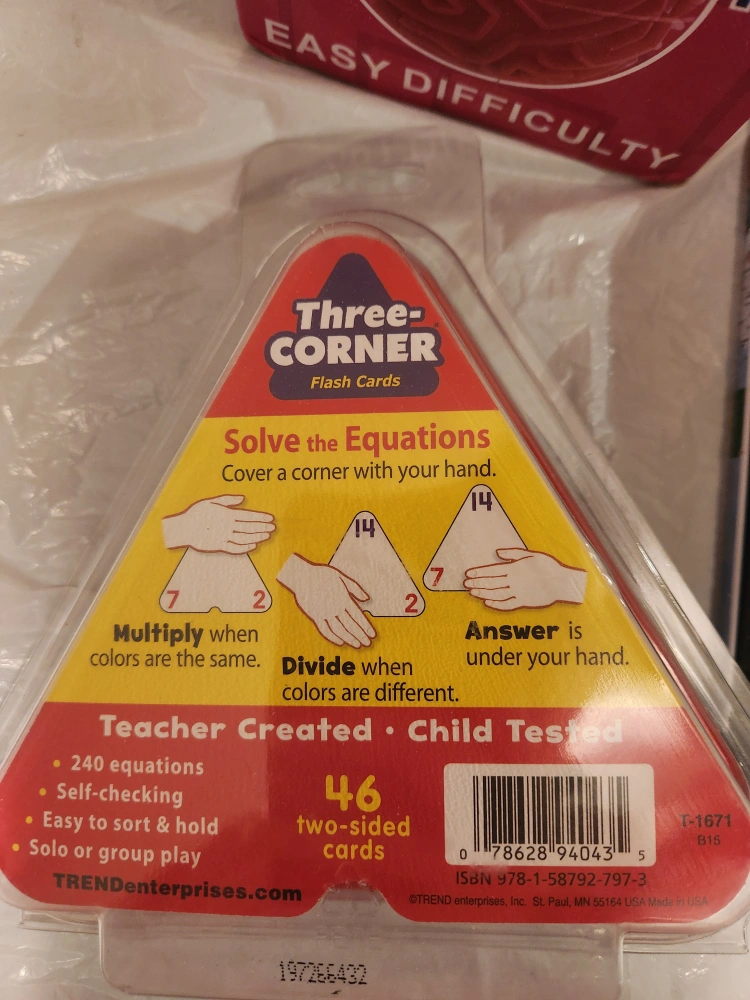 EASY DIFFICULTY
Three-
CORNER
Flash Cards
Solve the Equations
Cover a corner with your hand.
7 2
14
2
14
7
Multiply when
colors are the same.
Divide when
colors are different.
Answer is
under your hand.
Teacher Created • Child Tested
• 240 equations
• Self-checking
• Easy to sort & hold
• Solo or group play
46
two-sided
cards
0 78628 94043 5
ISBN 978-1-58792-797-3
T-1671
B15
TRENDenterprises.com
©TREND enterprises, Inc. St. Paul, MN 55164 USA Made in USA
197266432